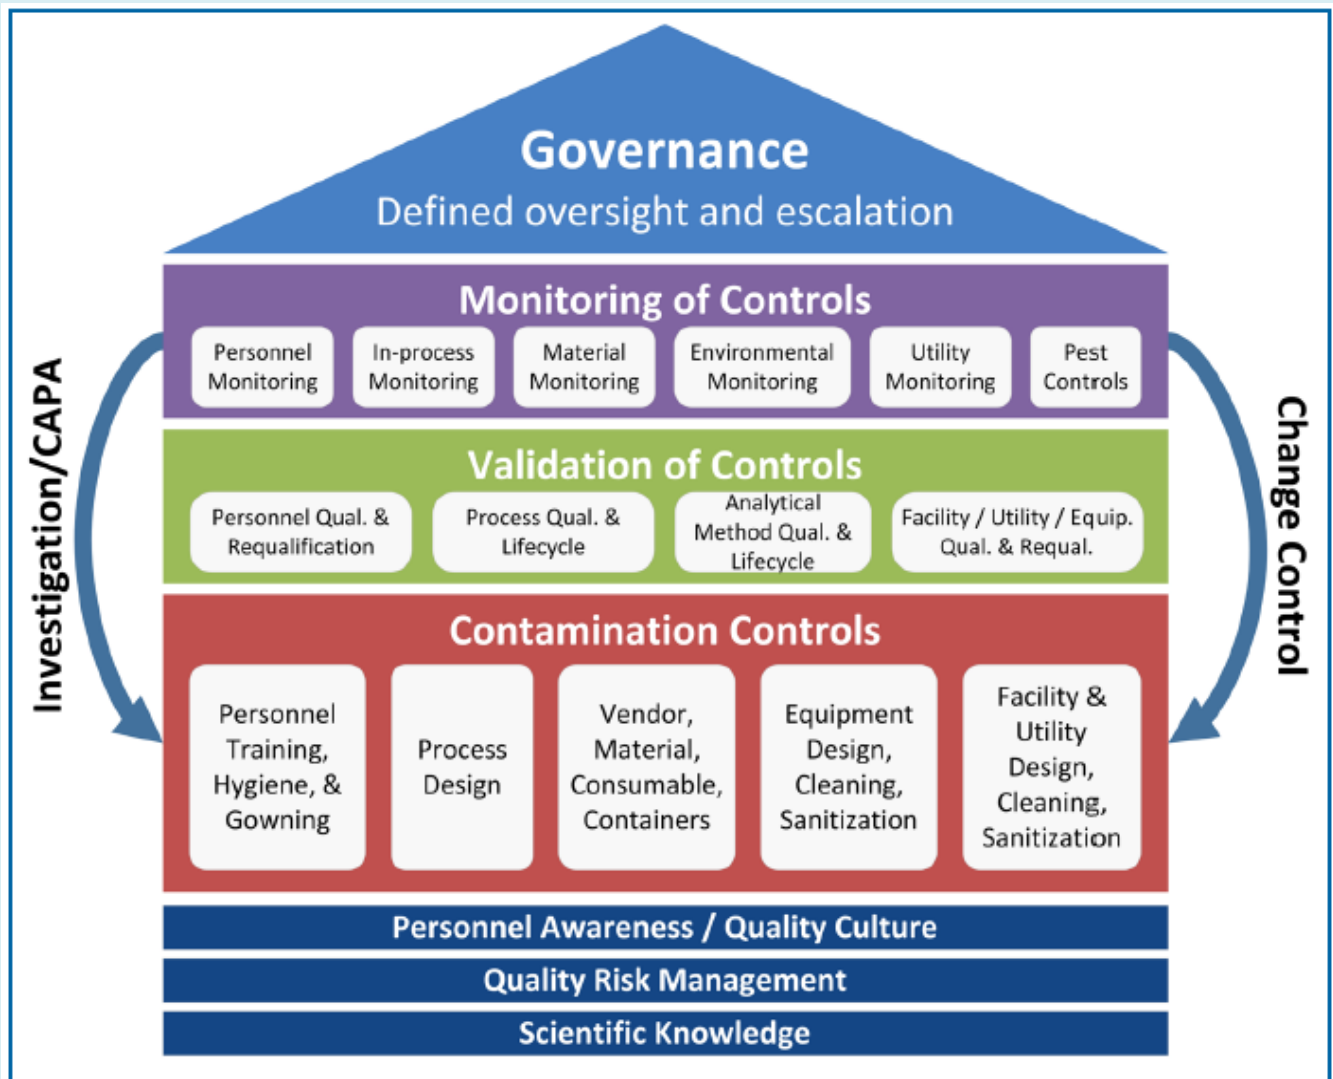 Governance
Defined oversight and escalation
Monitoring of Controls
Personnel
Monitoring
In-process
Monitoring
Material
Monitoring
Environmental
Monitoring
Utility
Monitoring
Pest
Controls
Investigation/CAPA
Change Control
Validation of Controls
Personnel Qual. &
Requalification
Process Qual. &
Lifecycle
Analytical
Method Qual. &
Lifecycle
Facility / Utility / Equip.
Qual. & Requal.
Contamination Controls
Personnel
Training,
Hygiene, &
Gowning
Process
Design
Vendor,
Material,
Consumable,
Containers
Equipment
Design,
Cleaning,
Sanitization
Facility &
Utility
Design,
Cleaning,
Sanitization
Personnel Awareness / Quality Culture
Quality Risk Management
Scientific Knowledge